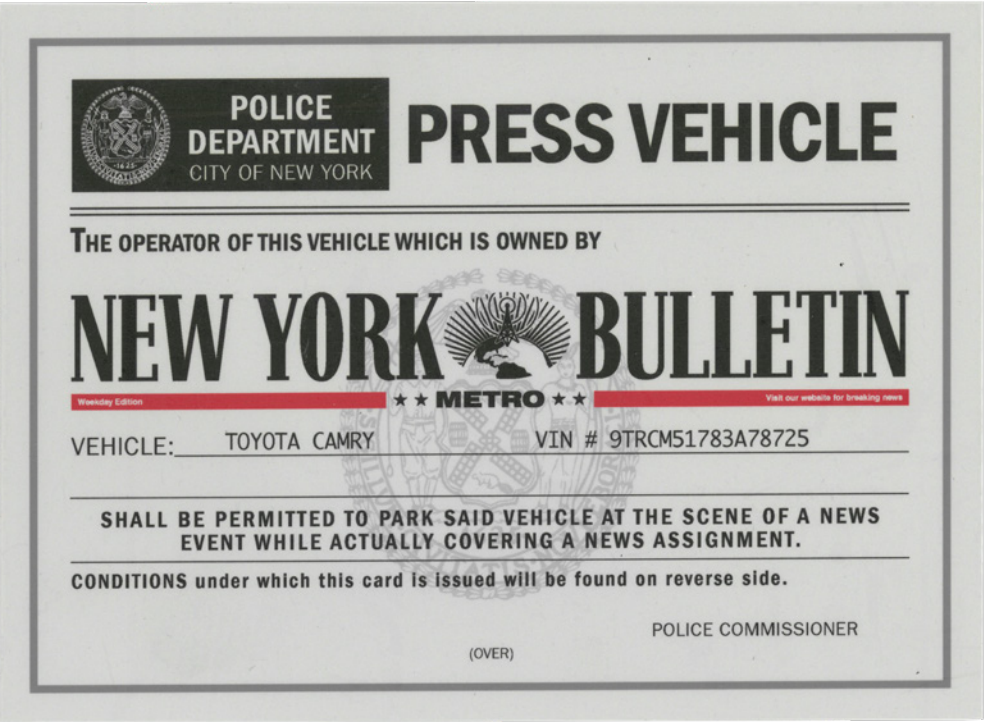 POLICE
DEPARTMENT
CITY OF NEW YORK
PRESS VEHICLE
THE OPERATOR OF THIS VEHICLE WHICH IS OWNED BY
NEW YORK BULLETIN
Weekday Edition
★ ★ METRO ★ ★
Visit our website for breaking news
VEHICLE: TOYOTA CAMRY VIN # 9TRCM51783A78725
SHALL BE PERMITTED TO PARK SAID VEHICLE AT THE SCENE OF A NEWS
EVENT WHILE ACTUALLY COVERING A NEWS ASSIGNMENT.
CONDITIONS under which this card is issued will be found on reverse side.
POLICE COMMISSIONER
(OVER)